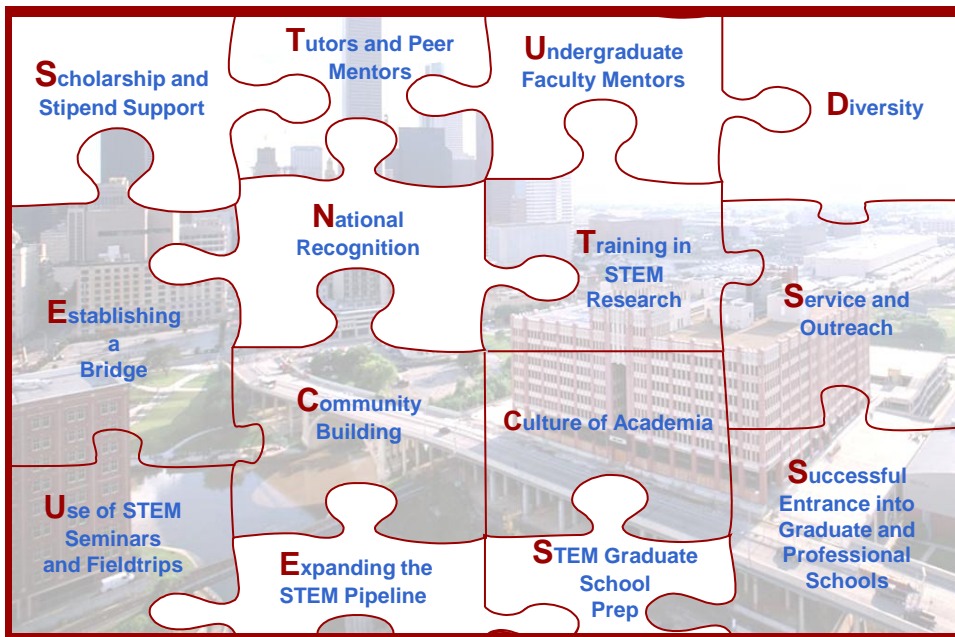 Scholarship and
Stipend Support
Tutors and Peer
Mentors
Undergraduate
Faculty Mentors
Diversity
Establishing
a
Bridge
National
Recognition
Training in
STEM
Research
Service and
Outreach
Community
Building
Culture of Academia
Use of STEM
Seminars
and Fieldtrips
Expanding the
STEM Pipeline
STEM Graduate
School
Prep
Successful
Entrance into
Graduate and
Professional
Schools